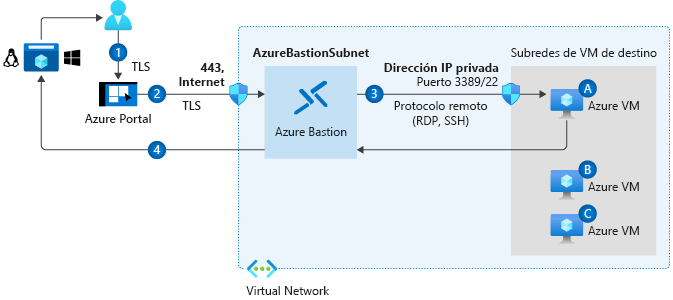 1
TLS
Azure Portal
2
443,
Internet
TLS
AzureBastionSubnet
Azure Bastion
3
Dirección IP privada
Puerto 3389/22
Protocolo remoto
(RDP, SSH)
Subredes de VM de destino
A
Azure VM
B
Azure VM
C
Azure VM
4
Virtual Network